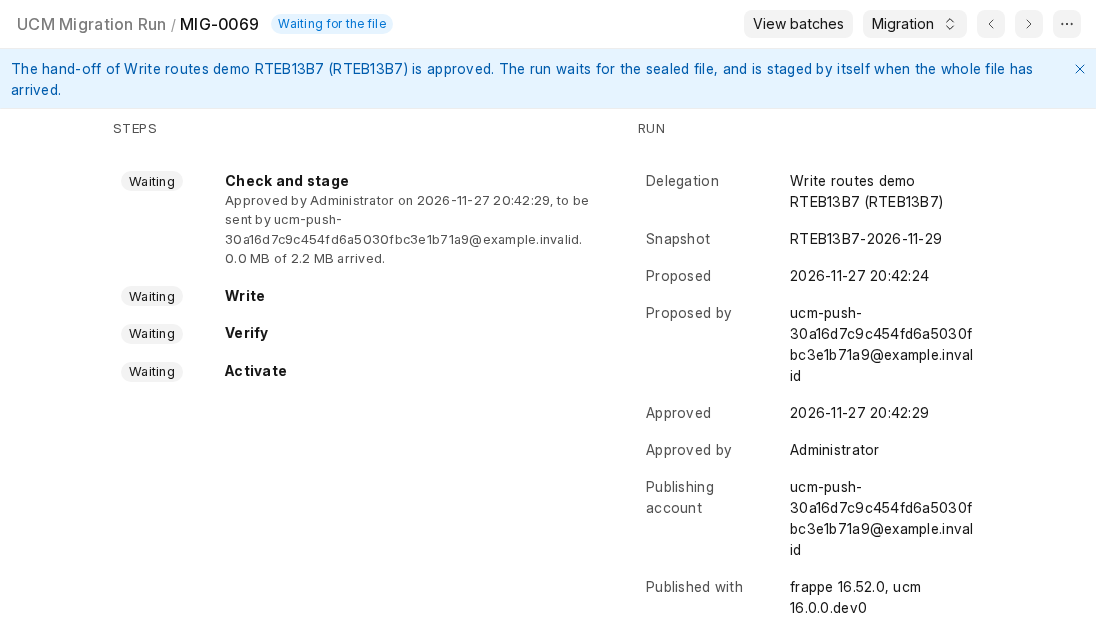 UCM Migration Run / MIG-0069 Waiting for the file View batches Migration
The hand-off of Write routes demo RTEB13B7 (RTEB13B7) is approved. The run waits for the sealed file, and is staged by itself when the whole file has
arrived.
STEPS
Waiting Check and stage
Approved by Administrator on 2026-11-27 20:42:29, to be
sent by ucm-push-
30a16d7c9c454fd6a5030fbc3e1b71a9@example.invalid.
0.0 MB of 2.2 MB arrived.
Waiting Write
Waiting Verify
Waiting Activate
RUN
Delegation Write routes demo
RTEB13B7 (RTEB13B7)
Snapshot RTEB13B7-2026-11-29
Proposed 2026-11-27 20:42:24
Proposed by ucm-push-
30a16d7c9c454fd6a5030f
bc3e1b71a9@example.inval
id
Approved 2026-11-27 20:42:29
Approved by Administrator
Publishing ucm-push-
account 30a16d7c9c454fd6a5030f
bc3e1b71a9@example.inval
id
Published with frappe 16.52.0, ucm
16.0.0.dev0